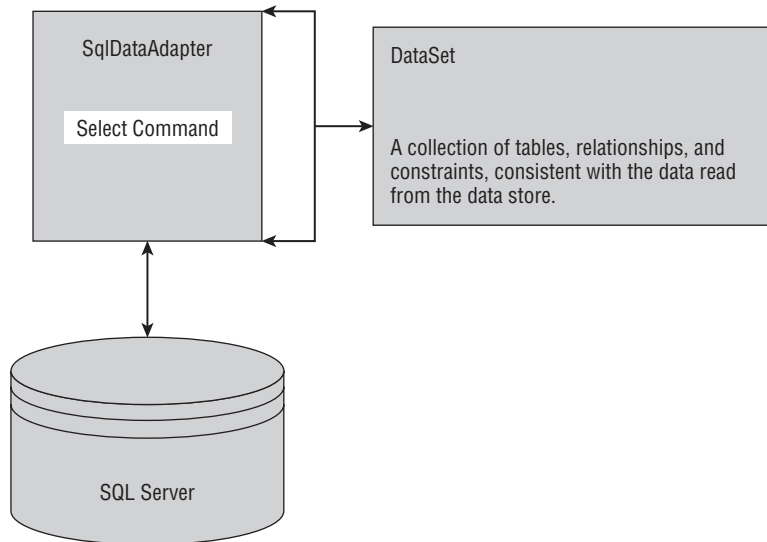 SqlDataAdapter
Select Command
DataSet
A collection of tables, relationships, and
constraints, consistent with the data read
from the data store.
SQL Server